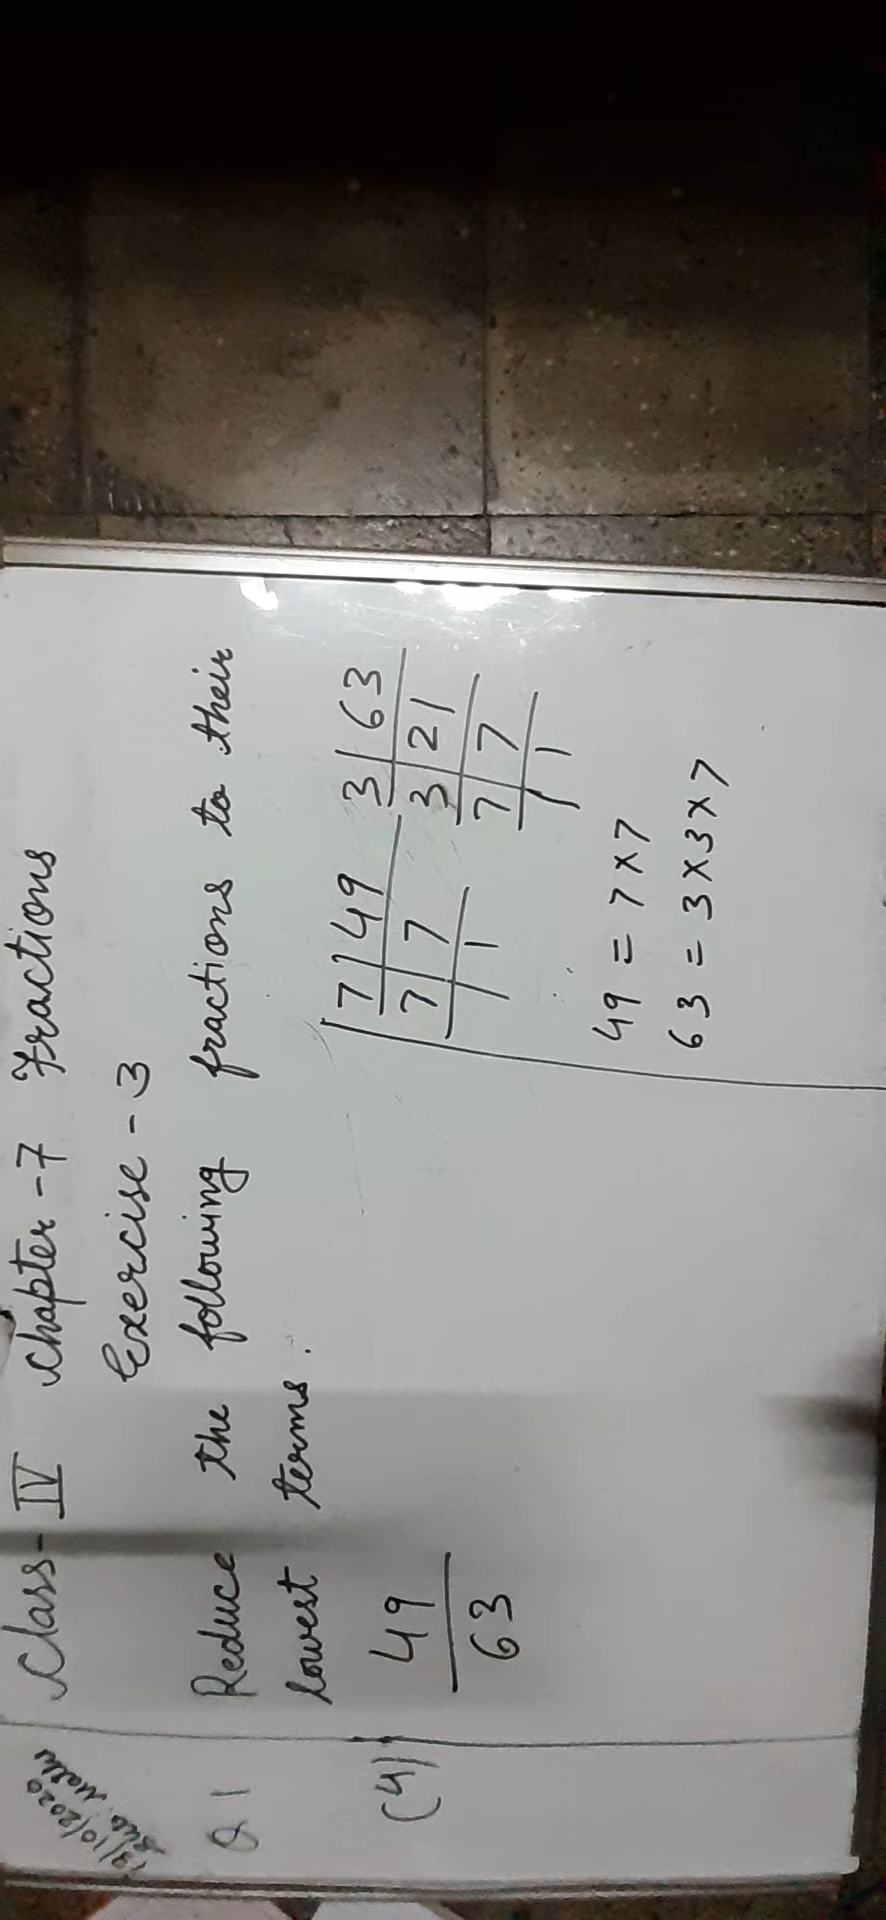 13/10/2020
Sub. Maths
Class- IV Chapter -7 Fractions
Exercise -3
Q 1 Reduce the following fractions to their
lowest terms.
(4) 49
63
7 49
7 7
1
3 63
3 21
7 7
1
49 = 7 x 7
63 = 3 x 3 x 7